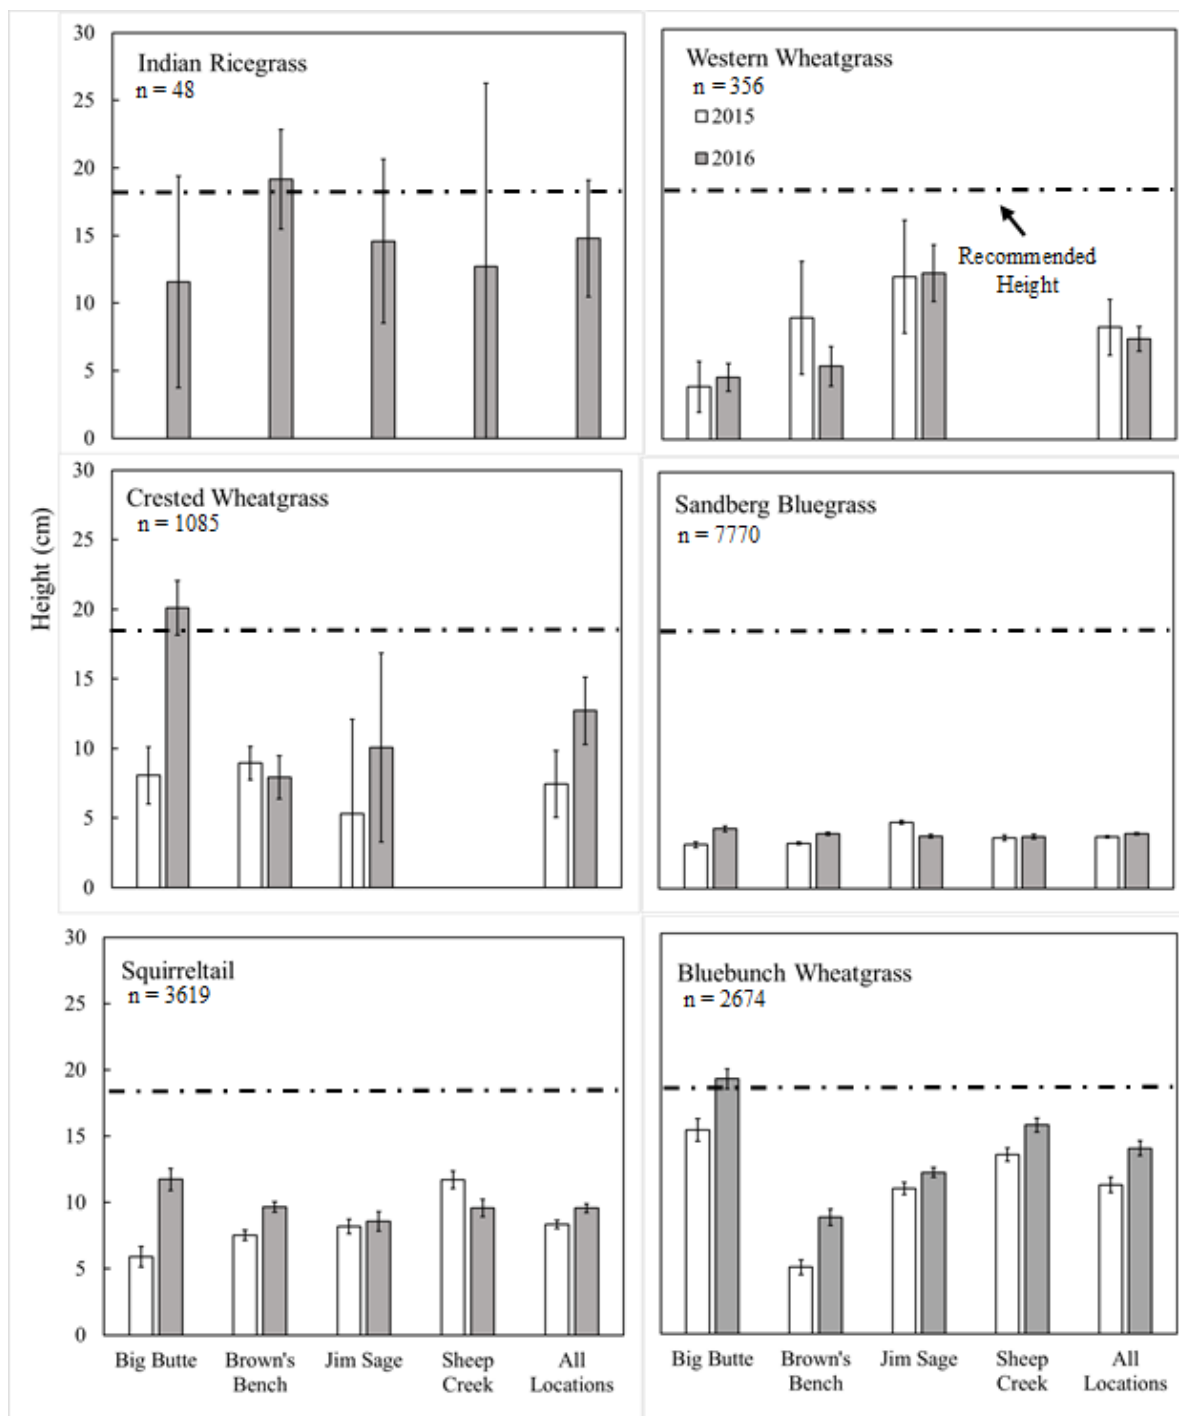 Height (cm)
30
25
20
15
10
5
0
Indian Ricegrass
n = 48
Western Wheatgrass
n = 356
2015
2016
Recommended
Height
30
25
20
15
10
5
0
Crested Wheatgrass
n = 1085
Sandberg Bluegrass
n = 7770
30
25
20
15
10
5
0
Squirreltail
n = 3619
Bluebunch Wheatgrass
n = 2674
Big Butte
Brown's
Bench
Jim Sage
Sheep
Creek
All
Locations
Big Butte
Brown's
Bench
Jim Sage
Sheep
Creek
All
Locations